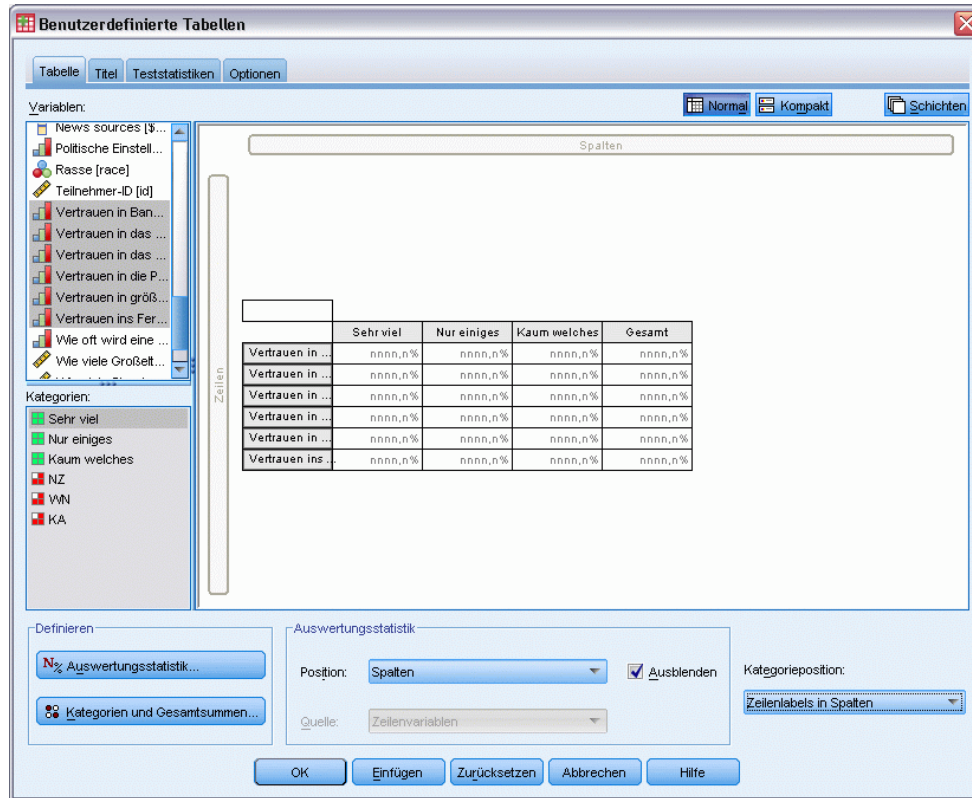 Benutzerdefinierte Tabellen
Tabelle Titel Teststatistiken Optionen
Variablen:
Normal Kompakt Schichten
News sources [$...
Politische Einstell...
Rasse [race]
Teilnehmer-ID [id]
Vertrauen in Ban...
Vertrauen in das ...
Vertrauen in das ...
Vertrauen in die P...
Vertrauen in größ...
Vertrauen ins Fer...
Wie oft wird eine ...
Wie viele Großelt...
Kategorien:
Sehr viel
Nur einiges
Kaum welches
NZ
WN
KA
Spalten
Zeilen
Sehr viel Nur einiges Kaum welches Gesamt
Vertrauen in ... nnnn,n% nnnn,n% nnnn,n% nnnn,n%
Vertrauen in ... nnnn,n% nnnn,n% nnnn,n% nnnn,n%
Vertrauen in ... nnnn,n% nnnn,n% nnnn,n% nnnn,n%
Vertrauen in ... nnnn,n% nnnn,n% nnnn,n% nnnn,n%
Vertrauen in ... nnnn,n% nnnn,n% nnnn,n% nnnn,n%
Vertrauen ins ... nnnn,n% nnnn,n% nnnn,n% nnnn,n%
Definieren
N% Auswertungsstatistik...
Kategorien und Gesamtsummen...
Auswertungsstatistik
Position: Spalten Ausblenden
Quelle: Zeilenvariablen
Kategorieposition:
Zeilenlabels in Spalten
OK Einfügen Zurücksetzen Abbrechen Hilfe